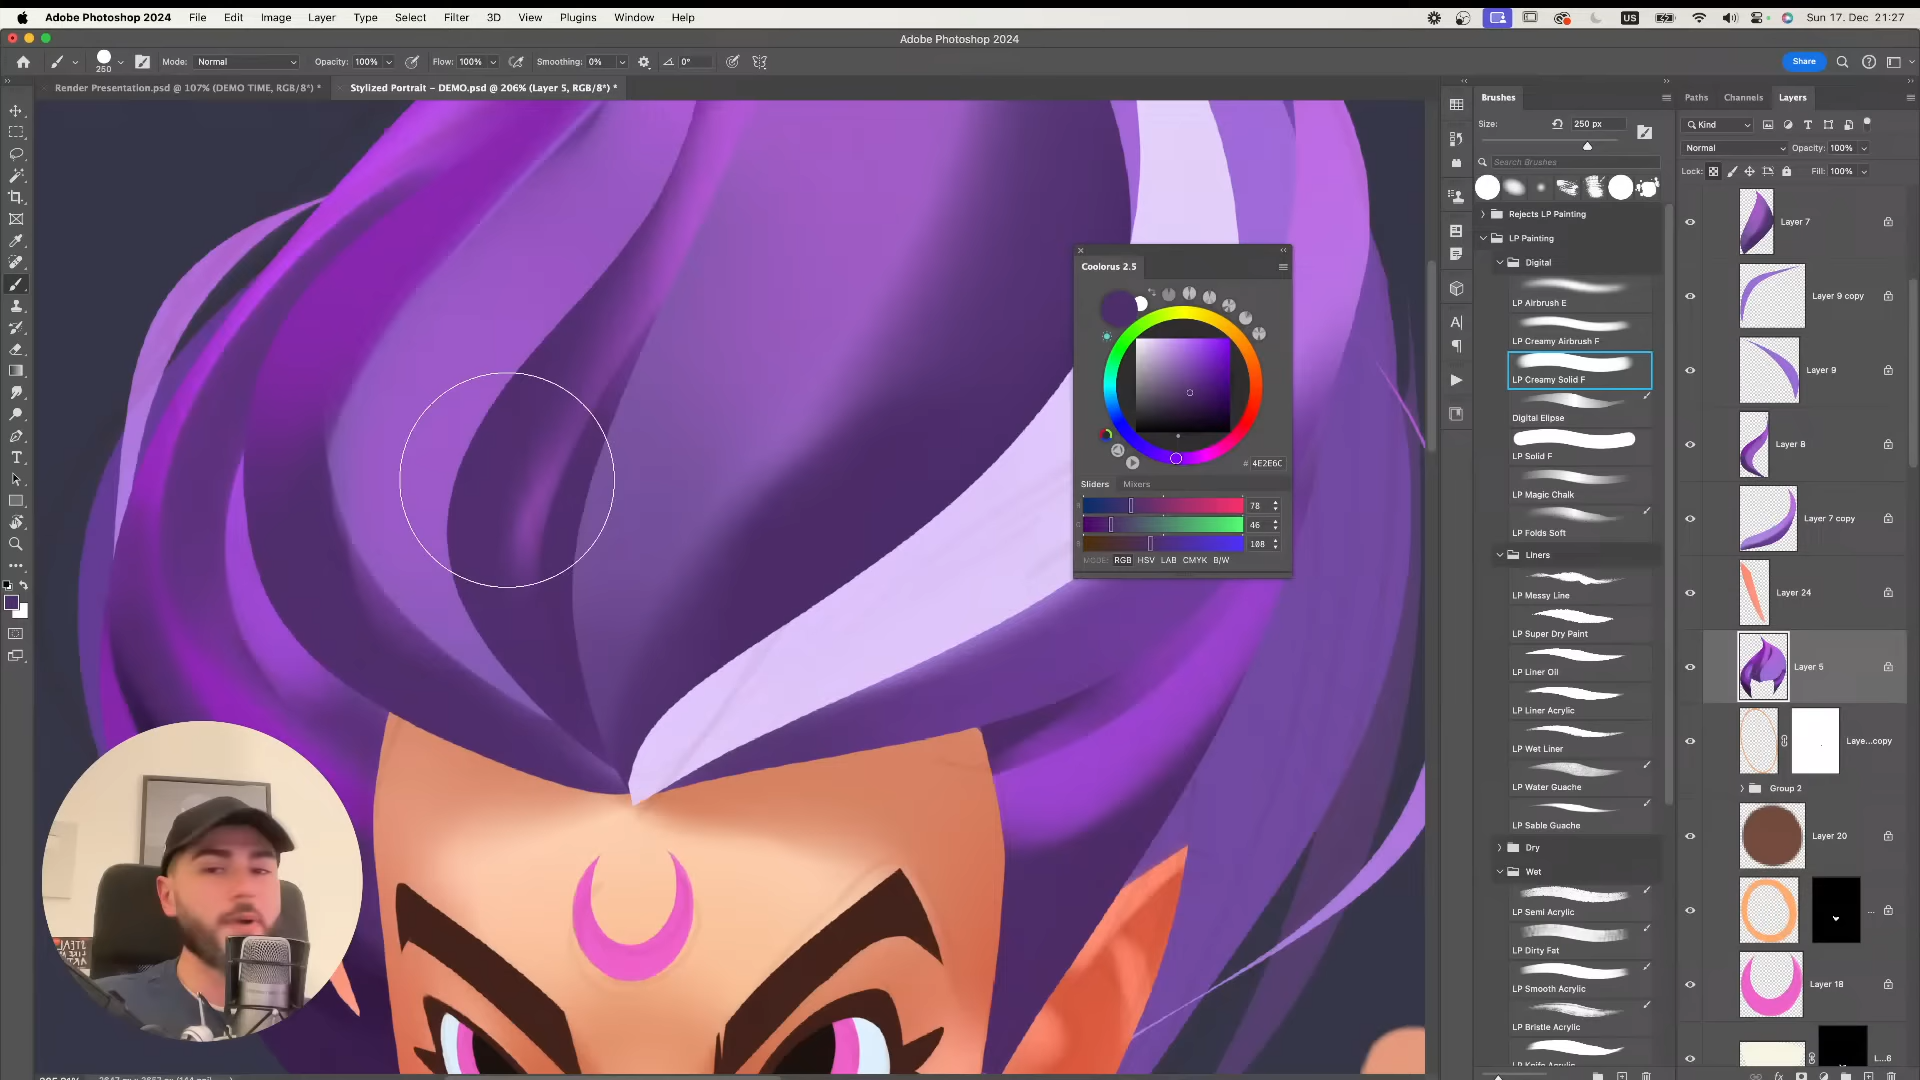 Adobe Photoshop 2024 File Edit Image Layer Type Select Filter 3D View Plugins Window Help US Sun 17. Dec 21:27
Adobe Photoshop 2024
250 Mode: Normal Opacity: 100% Flow: 100% Smoothing: 0% 0° Share
Render Presentation.psd @ 107% (DEMO TIME, RGB/8*) * Stylized Portrait – DEMO.psd @ 206% (Layer 5, RGB/8*) *
Coolorus 2.5
# 4E2E6C
Sliders Mixers
78
46
108
MODE: RGB HSV LAB CMYK B/W
Brushes
Size: 250 px
Search Brushes
Rejects LP Painting
LP Painting
Digital
LP Airbrush E
LP Creamy Airbrush F
LP Creamy Solid F
Digital Elipse
LP Solid F
LP Magic Chalk
LP Folds Soft
Liners
LP Messy Line
LP Super Dry Paint
LP Liner Oil
LP Liner Acrylic
LP Wet Liner
LP Water Guache
LP Sable Guache
Dry
Wet
LP Semi Acrylic
LP Dirty Fat
LP Smooth Acrylic
LP Bristle Acrylic
Paths Channels Layers
Kind
Normal Opacity: 100%
Lock: Fill: 100%
Layer 7
Layer 9 copy
Layer 9
Layer 8
Layer 7 copy
Layer 24
Layer 5
Laye...copy
Group 2
Layer 20
...
Layer 18
L...6